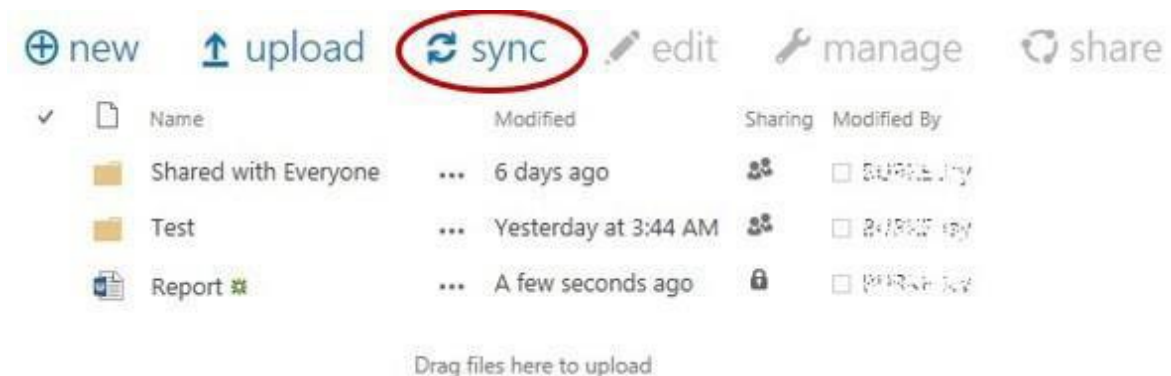 new upload sync edit manage share
Name Modified Sharing Modified By
Shared with Everyone ... 6 days ago
Test ... Yesterday at 3:44 AM
Report ... A few seconds ago
Drag files here to upload